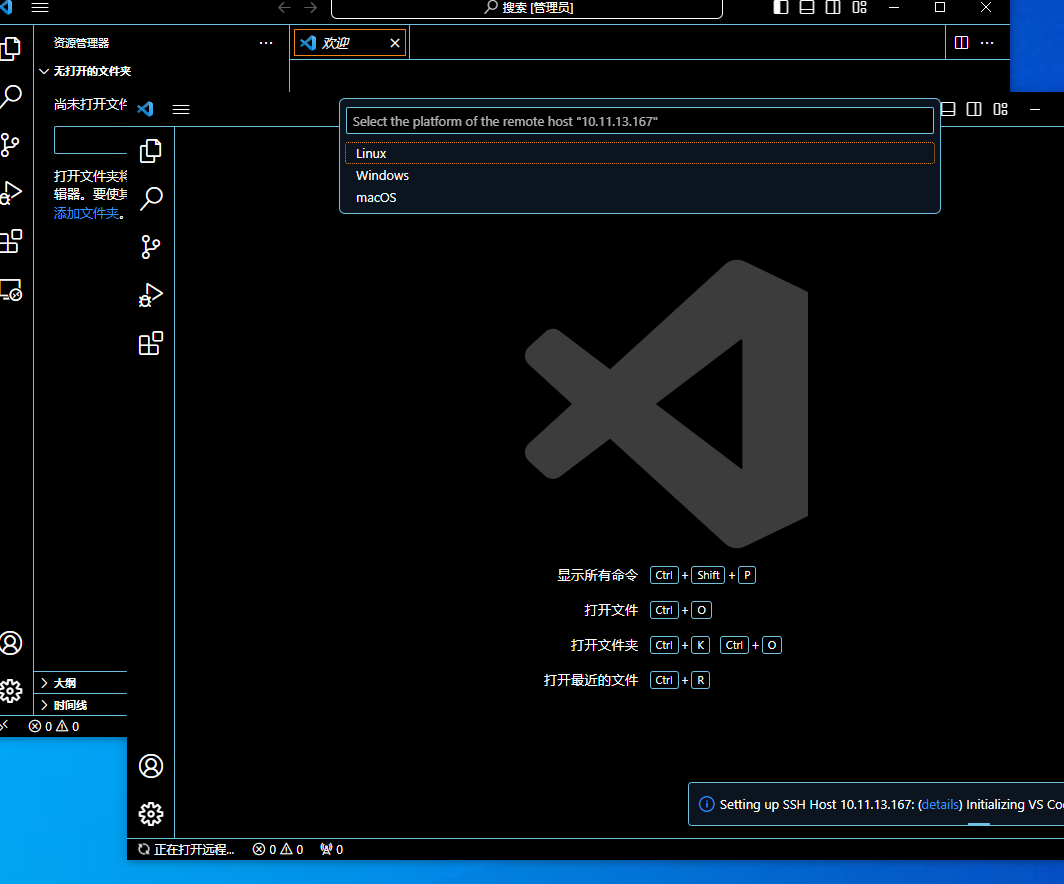 搜索 [管理员]
资源管理器
欢迎
无打开的文件夹
尚未打开文件
Select the platform of the remote host "10.11.13.167"
Linux
Windows
macOS
打开文件夹
辑器。要使
添加文件夹。
显示所有命令 Ctrl + Shift + P
打开文件 Ctrl + O
打开文件夹 Ctrl + K Ctrl + O
打开最近的文件 Ctrl + R
大纲
时间线
0 0
Setting up SSH Host 10.11.13.167: (details) Initializing VS Co
正在打开远程... 0 0 0